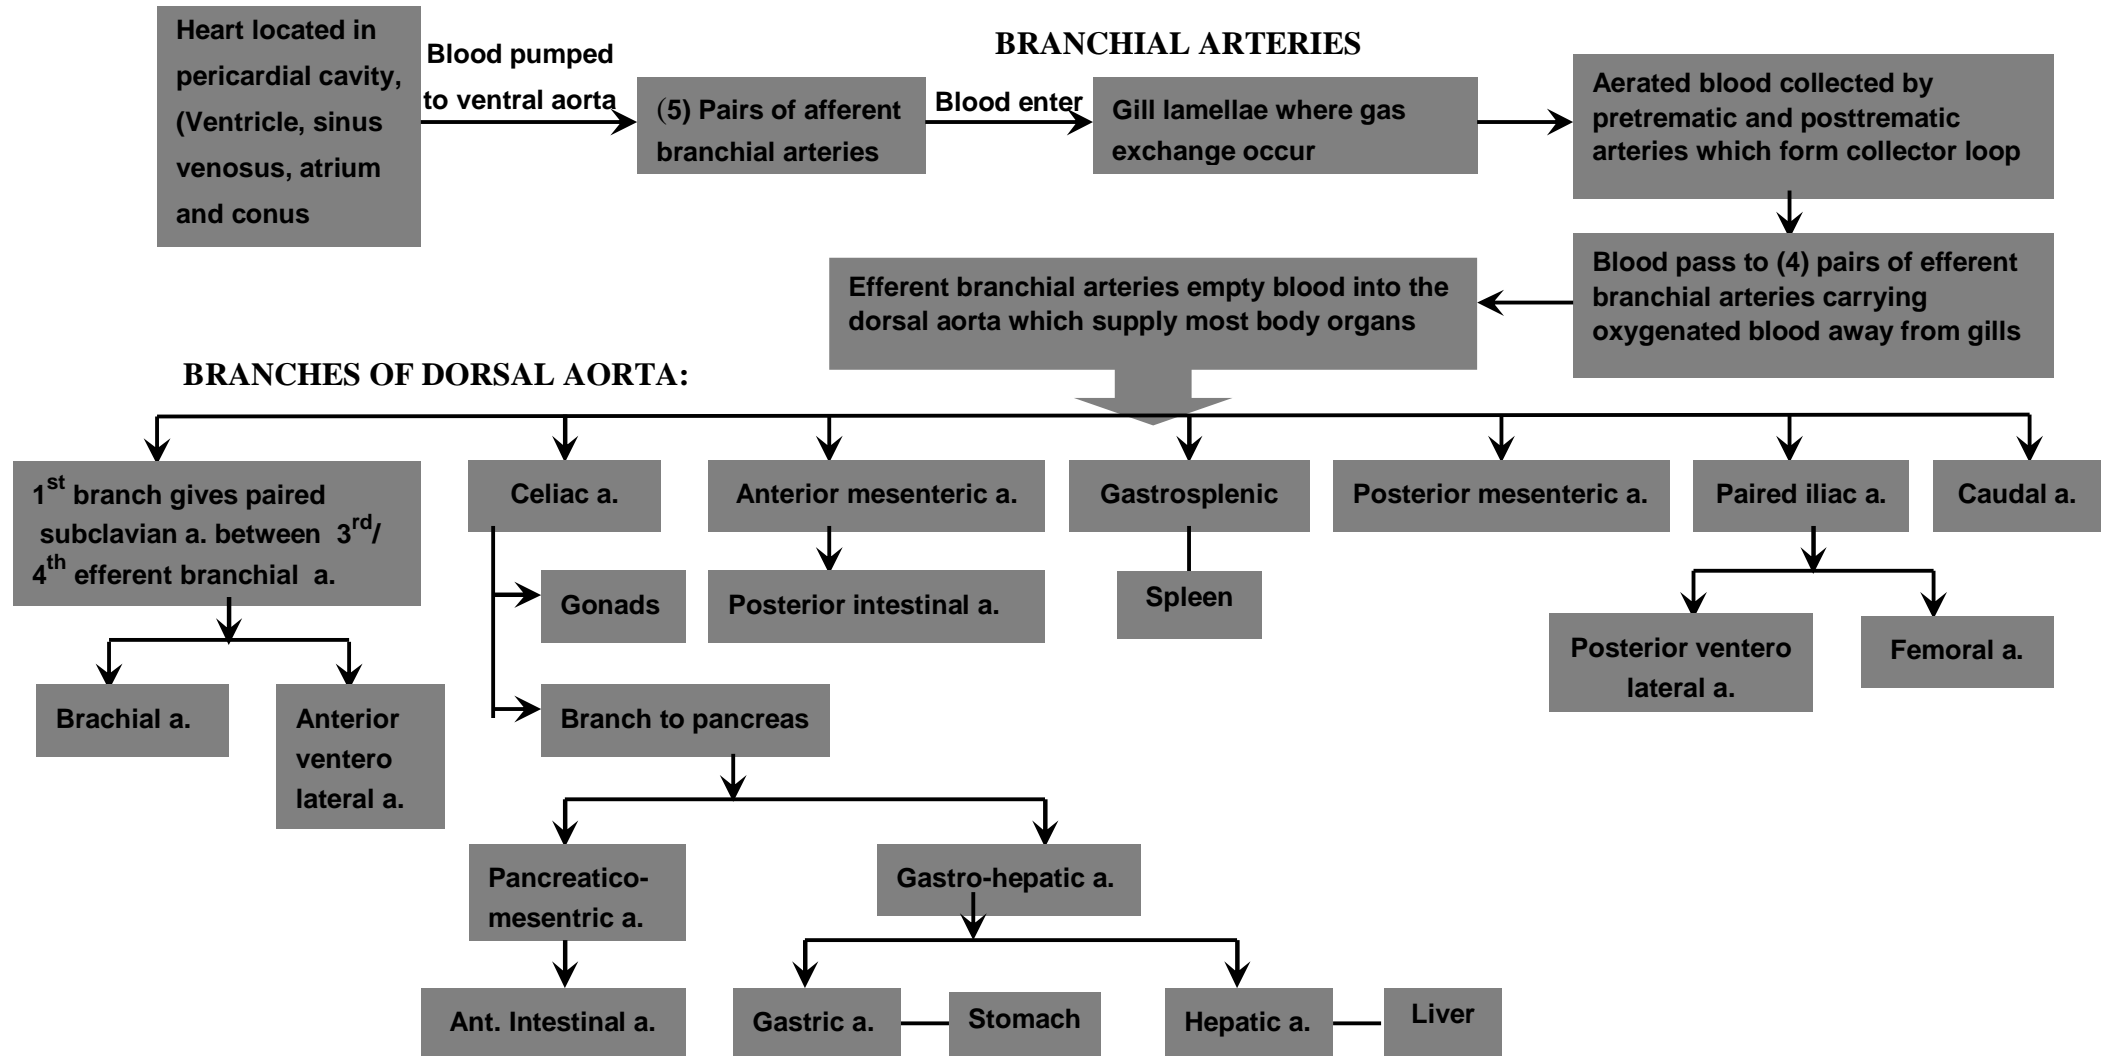 Heart located in
pericardial cavity,
(Ventricle, sinus
venosus, atrium
and conus
Blood pumped
to ventral aorta
BRANCHIAL ARTERIES
(5) Pairs of afferent
branchial arteries
Blood enter
Gill lamellae where gas
exchange occur
Aerated blood collected by
pretrematic and posttrematic
arteries which form collector loop
Blood pass to (4) pairs of efferent
branchial arteries carrying
oxygenated blood away from gills
Efferent branchial arteries empty blood into the
dorsal aorta which supply most body organs
BRANCHES OF DORSAL AORTA:
1st branch gives paired
subclavian a. between 3rd/
4th efferent branchial a.
Celiac a.
Anterior mesenteric a.
Gastrosplenic
Posterior mesenteric a.
Paired iliac a.
Caudal a.
Gonads
Posterior intestinal a.
Spleen
Posterior ventero
lateral a.
Femoral a.
Brachial a.
Anterior
ventero
lateral a.
Branch to pancreas
Pancreatico-
mesentric a.
Gastro-hepatic a.
Ant. Intestinal a.
Gastric a.
Stomach
Hepatic a.
Liver